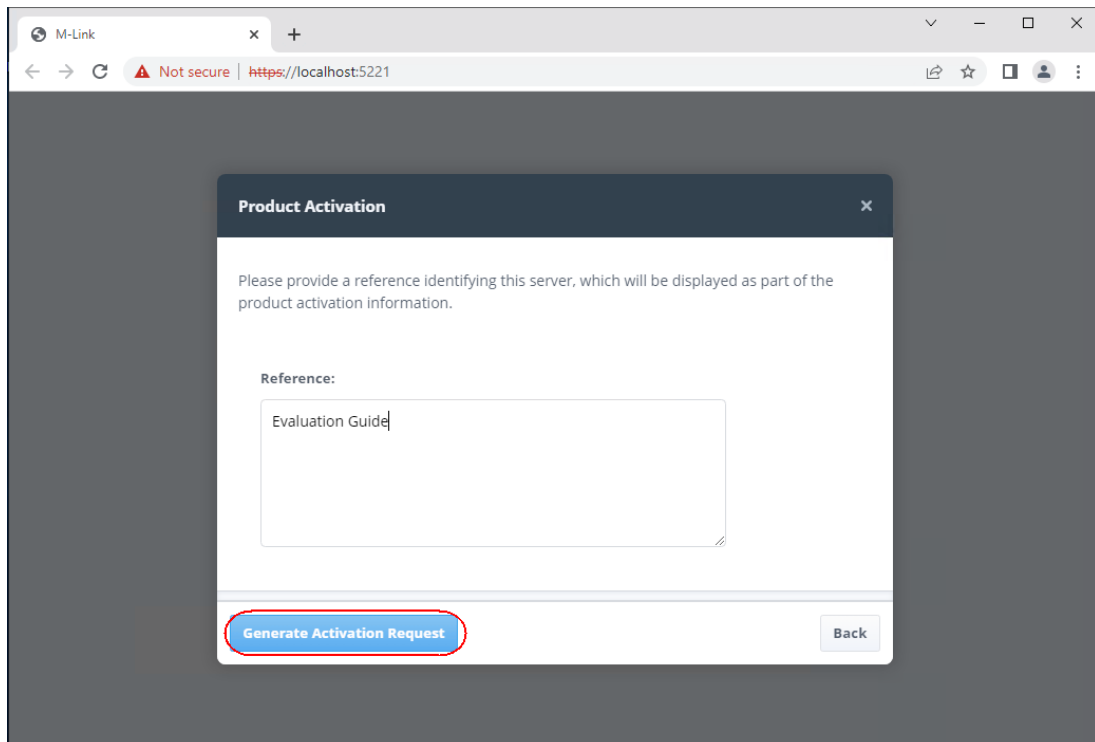 M-Link
Not secure | https://localhost:5221
Product Activation
Please provide a reference identifying this server, which will be displayed as part of the
product activation information.
Reference:
Evaluation Guide
Generate Activation Request
Back